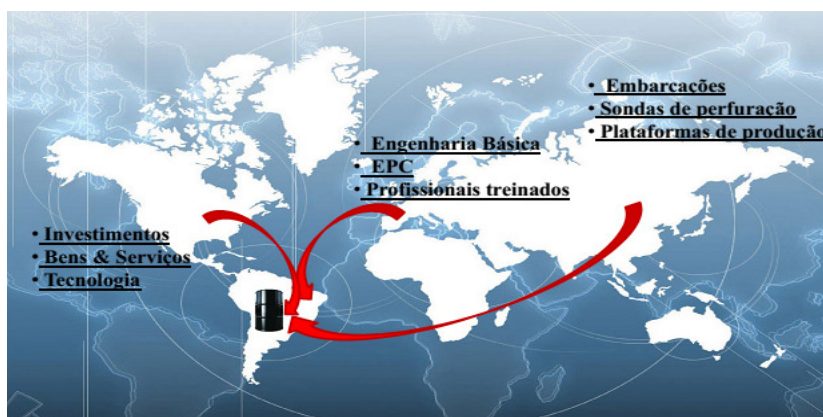 • Embarcações
• Sondas de perfuração
• Plataformas de produção
• Engenharia Básica
• EPC
• Profissionais treinados
• Investimentos
• Bens & Serviços
• Tecnologia